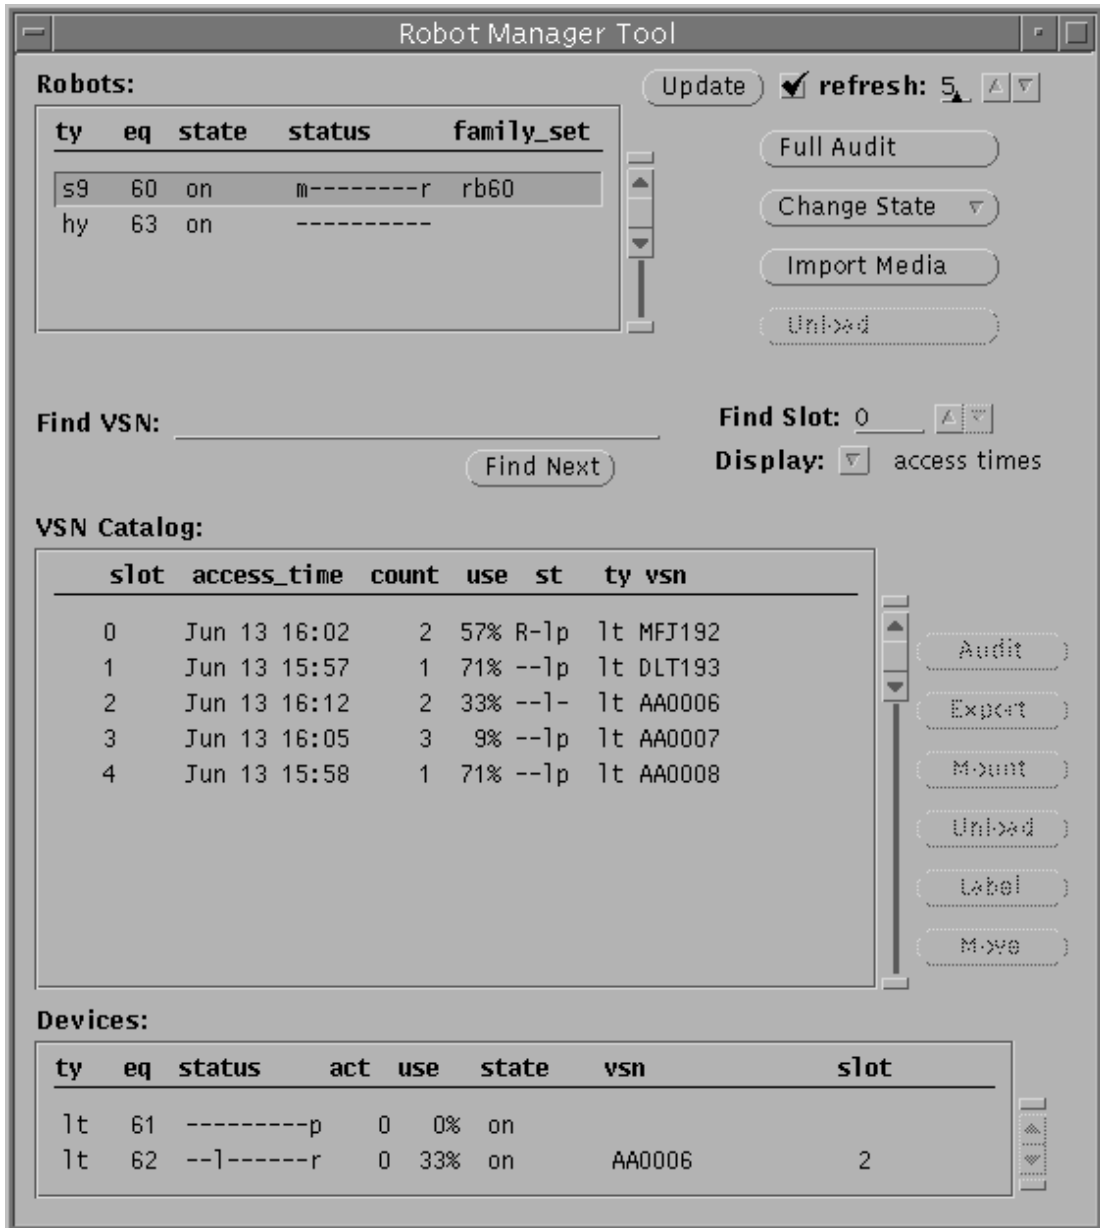 Robot Manager Tool
Robots:
Update refresh: 5
ty eq state status family_set
Full Audit
s9 60 on m--------r rb60
Change State
hy 63 on ----------
Import Media
Unload
Find VSN:
Find Slot: 0
Find Next
Display: access times
VSN Catalog:
slot access_time count use st ty vsn
0 Jun 13 16:02 2 57% R-lp lt MFJ192
1 Jun 13 15:57 1 71% --lp lt DLT193
2 Jun 13 16:12 2 33% --l- lt AA0006
3 Jun 13 16:05 3 9% --lp lt AA0007
4 Jun 13 15:58 1 71% --lp lt AA0008
Audit
Export
Mount
Unload
Label
Move
Devices:
ty eq status act use state vsn slot
lt 61 ---------p 0 0% on
lt 62 --l------r 0 33% on AA0006 2